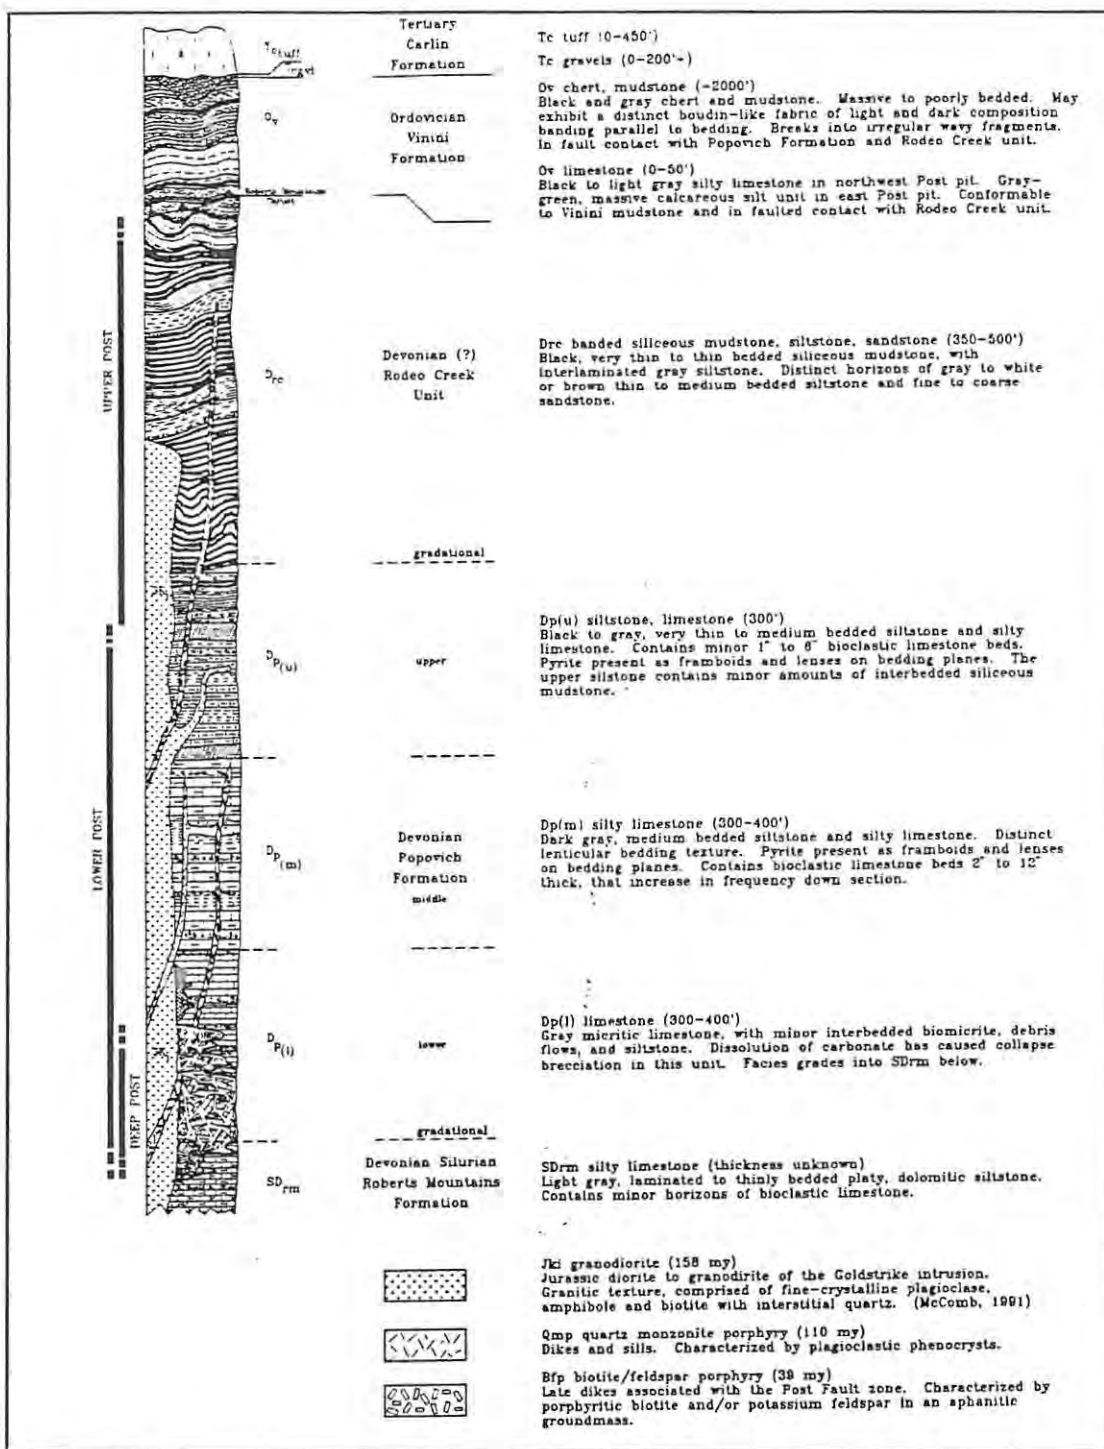 Tertiary
Carlin
Formation
Tc tuff (0-450')
Tc gravels (0-200'+)
Tc tuff
O v
Ordovician
Vinini
Formation
Ov chert, mudstone (~2000')
Black and gray chert and mudstone. Massive to poorly bedded. May
exhibit a distinct boudin-like fabric of light and dark composition
banding parallel to bedding. Breaks into irregular wavy fragments.
In fault contact with Popovich Formation and Rodeo Creek unit.
Ov limestone (0-50')
Black to light gray silty limestone in northwest Post pit. Gray-
green, massive calcareous silt unit in east Post pit. Conformable
to Vinini mudstone and in faulted contact with Rodeo Creek unit.
Roberts Mountains
Thrust
UPPER POST
D rc
Devonian (?)
Rodeo Creek
Unit
Drc banded siliceous mudstone, siltstone, sandstone (350-500')
Black, very thin to thin bedded siliceous mudstone, with
interlaminated gray siltstone. Distinct horizons of gray to white
or brown thin to medium bedded siltstone and fine to coarse
sandstone.
gradational
D P(u)
upper
Dp(u) siltstone, limestone (300')
Black to gray, very thin to medium bedded siltstone and silty
limestone. Contains minor 1" to 6" bioclastic limestone beds.
Pyrite present as framboids and lenses on bedding planes. The
upper silstone contains minor amounts of interbedded siliceous
mudstone.
LOWER POST
D P(m)
Devonian
Popovich
Formation
middle
Dp(m) silty limestone (300-400')
Dark gray, medium bedded siltstone and silty limestone. Distinct
lenticular bedding texture. Pyrite present as framboids and lenses
on bedding planes. Contains bioclastic limestone beds 2" to 12"
thick, that increase in frequency down section.
DEEP POST
D P(l)
lower
Dp(l) limestone (300-400')
Gray micritic limestone, with minor interbedded biomicrite, debris
flows, and siltstone. Dissolution of carbonate has caused collapse
brecciation in this unit. Facies grades into SDrm below.
gradational
SD rm
Devonian Silurian
Roberts Mountains
Formation
SDrm silty limestone (thickness unknown)
Light gray, laminated to thinly bedded platy, dolomitic siltstone.
Contains minor horizons of bioclastic limestone.
Jki granodiorite (158 my)
Jurassic diorite to granodirite of the Goldstrike intrusion.
Granitic texture, comprised of fine-crystalline plagioclase,
amphibole and biotite with interstitial quartz. (McComb, 1991)
Qmp quartz monzonite porphyry (110 my)
Dikes and sills. Characterized by plagioclastic phenocrysts.
Bfp biotite/feldspar porphyry (39 my)
Late dikes associated with the Post Fault zone. Characterized by
porphyritic biotite and/or potassium feldspar in an aphanitic
groundmass.